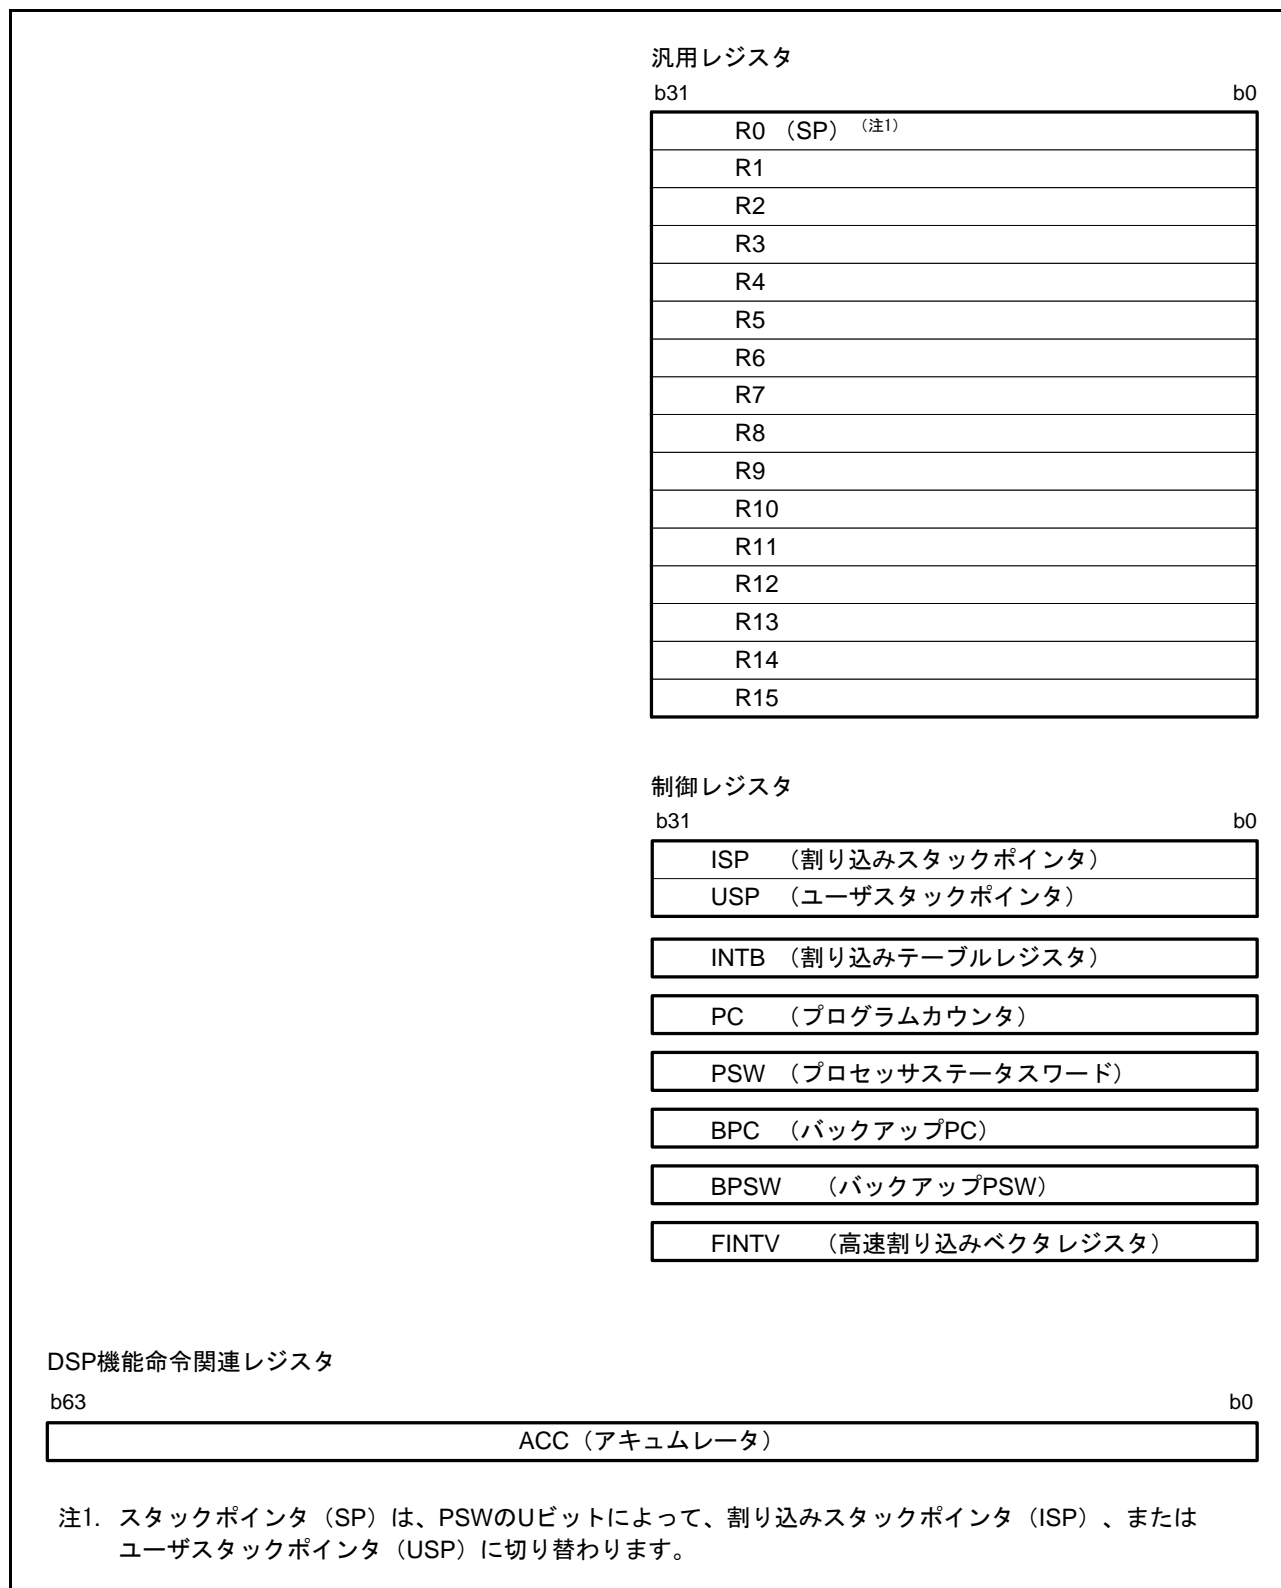 汎用レジスタ
b31 b0
R0 （SP） （注1）
R1
R2
R3
R4
R5
R6
R7
R8
R9
R10
R11
R12
R13
R14
R15
制御レジスタ
b31 b0
ISP （割り込みスタックポインタ）
USP （ユーザスタックポインタ）
INTB （割り込みテーブルレジスタ）
PC （プログラムカウンタ）
PSW （プロセッサステータスワード）
BPC （バックアップPC）
BPSW （バックアップPSW）
FINTV （高速割り込みベクタレジスタ）
DSP機能命令関連レジスタ
b63 b0
ACC（アキュムレータ）
注1. スタックポインタ（SP）は、PSWのUビットによって、割り込みスタックポインタ（ISP）、または
ユーザスタックポインタ（USP）に切り替わります。